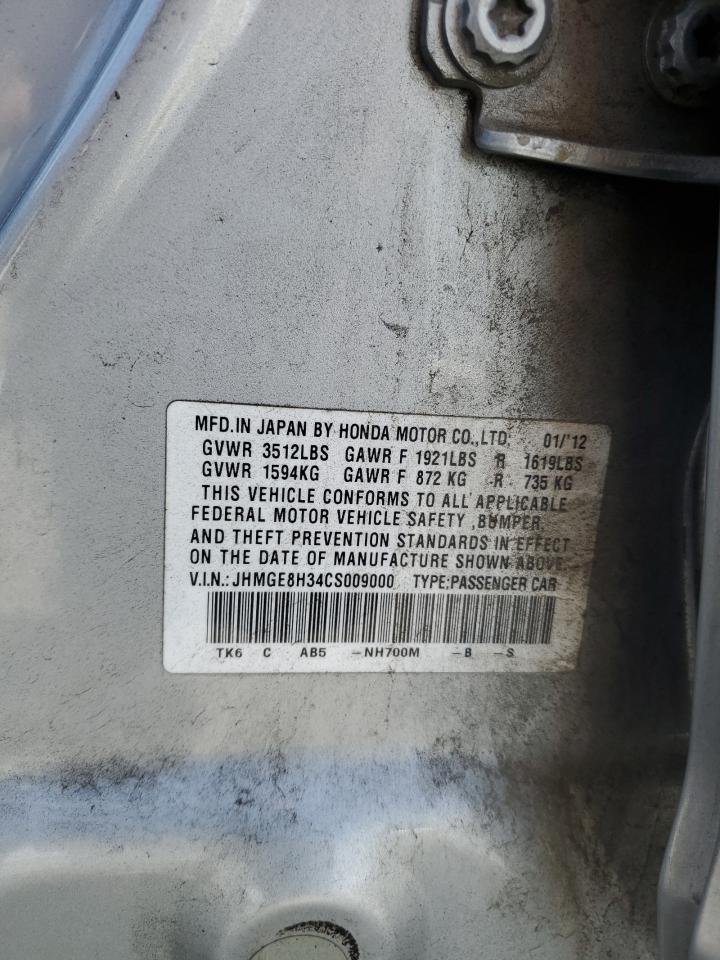 MFD.IN JAPAN BY HONDA MOTOR CO.,LTD. 01/'12
GVWR 3512LBS GAWR F 1921LBS R 1619LBS
GVWR 1594KG GAWR F 872 KG R 735 KG
THIS VEHICLE CONFORMS TO ALL APPLICABLE
FEDERAL MOTOR VEHICLE SAFETY ,BUMPER,
AND THEFT PREVENTION STANDARDS IN EFFECT
ON THE DATE OF MANUFACTURE SHOWN ABOVE.
V.I.N.: JHMGE8H34CS009000 TYPE:PASSENGER CAR
TK6 C AB5 -NH700M -B -S